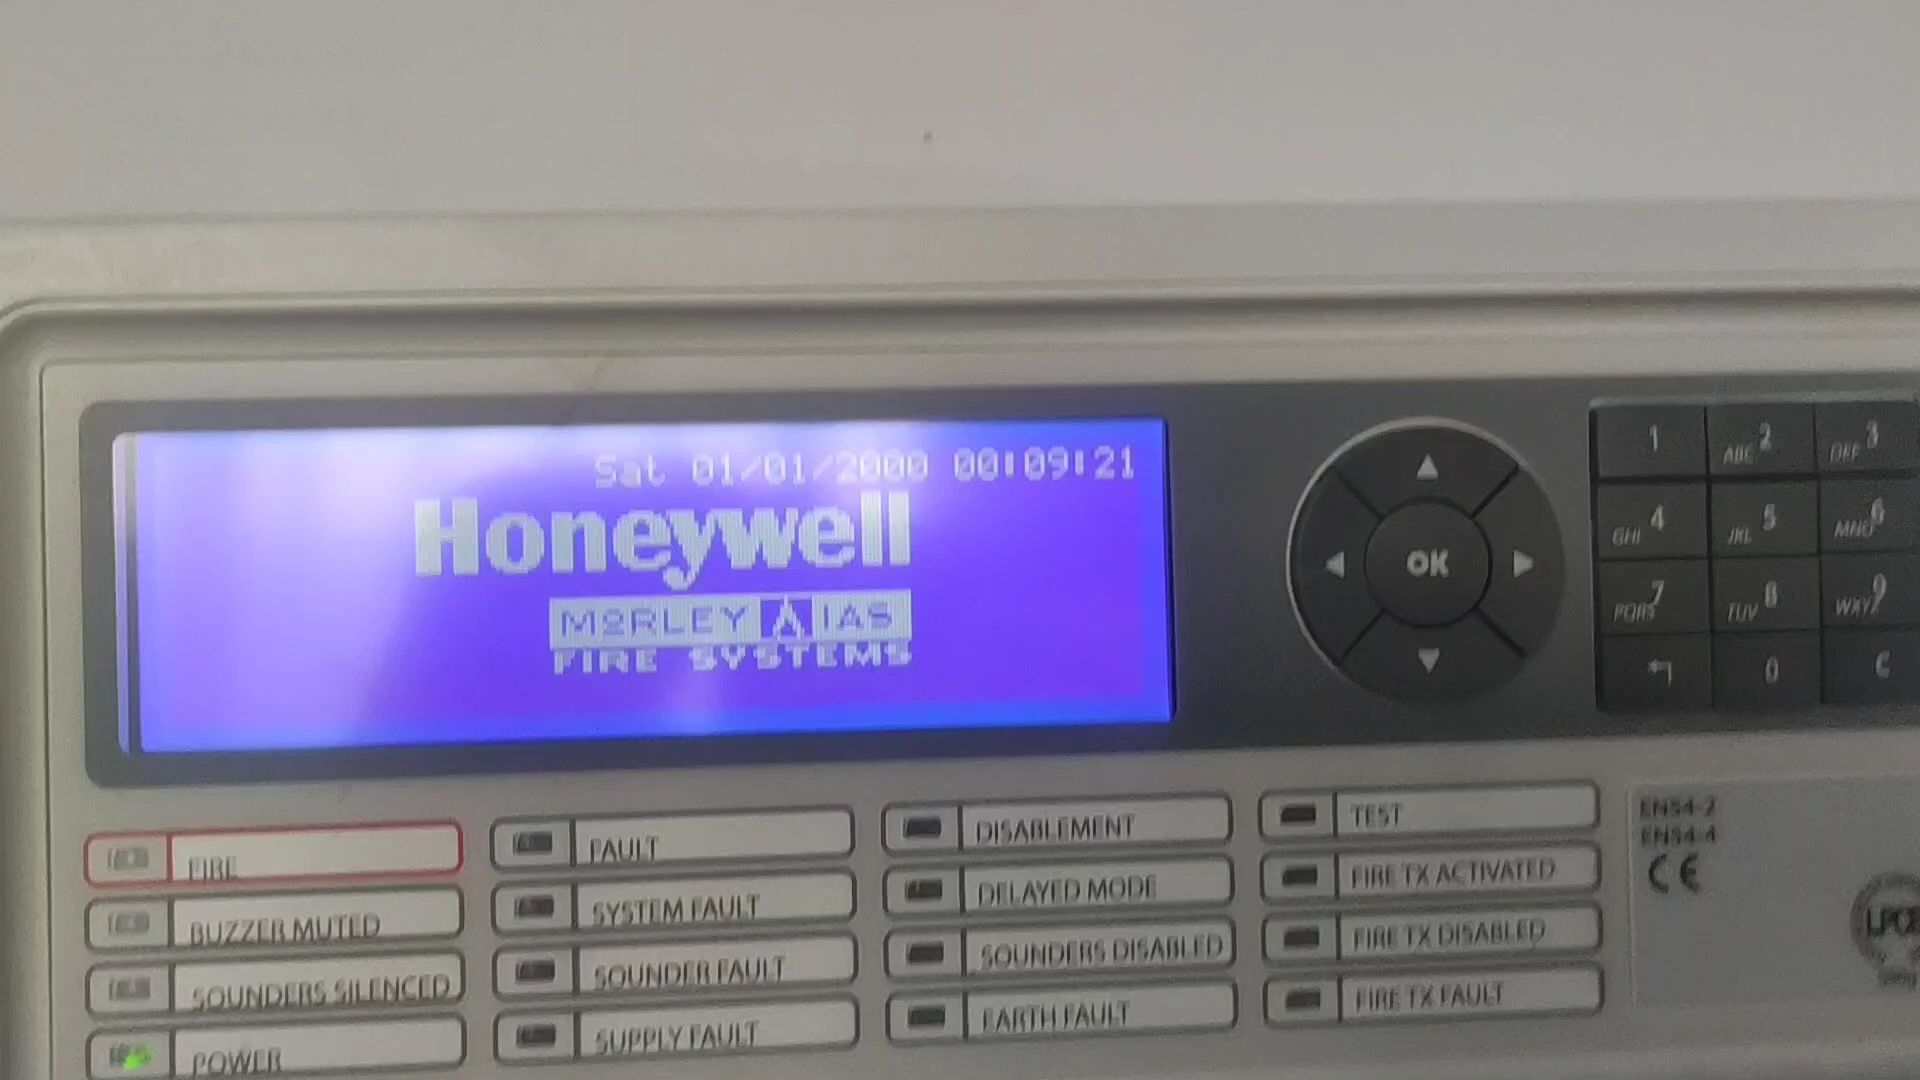 Sat 01/01/2000 00:09:21
Honeywell
MORLEY IAS
FIRE SYSTEMS
OK
1
ABC 2
DEF 3
GHI 4
JKL 5
MNO 6
PQRS 7
TUV 8
WXYZ 9
0
C
FIRE
BUZZER MUTED
SOUNDERS SILENCED
POWER
FAULT
SYSTEM FAULT
SOUNDER FAULT
SUPPLY FAULT
DISABLEMENT
DELAYED MODE
SOUNDERS DISABLED
EARTH FAULT
TEST
FIRE TX ACTIVATED
FIRE TX DISABLED
FIRE TX FAULT
EN54-2
EN54-4
CE
LPCB